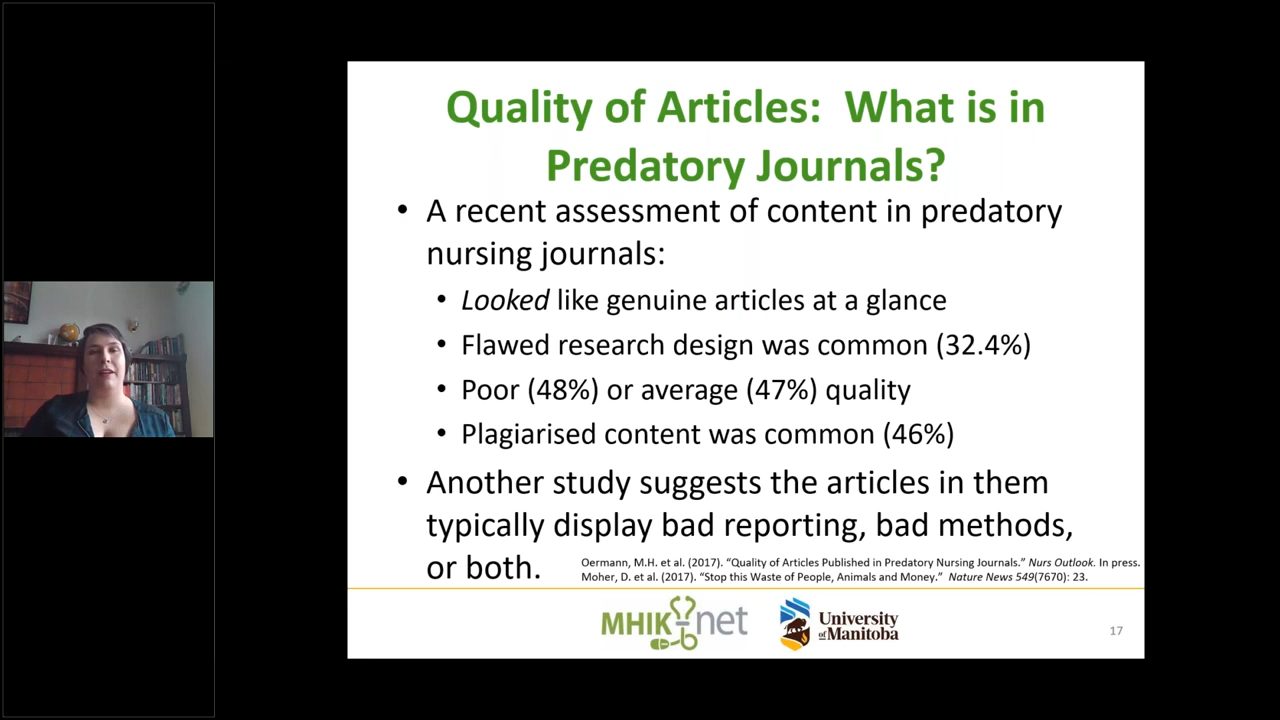 Quality of Articles:  What is in
Predatory Journals?
• A recent assessment of content in predatory
nursing journals:
• Looked like genuine articles at a glance
• Flawed research design was common (32.4%)
• Poor (48%) or average (47%) quality
• Plagiarised content was common (46%)
• Another study suggests the articles in them
typically display bad reporting, bad methods,
or both.
Oermann, M.H. et al. (2017). “Quality of Articles Published in Predatory Nursing Journals.” Nurs Outlook. In press.
Moher, D. et al. (2017). “Stop this Waste of People, Animals and Money.”  Nature News 549(7670): 23.
MHIKnet
University
of Manitoba
17